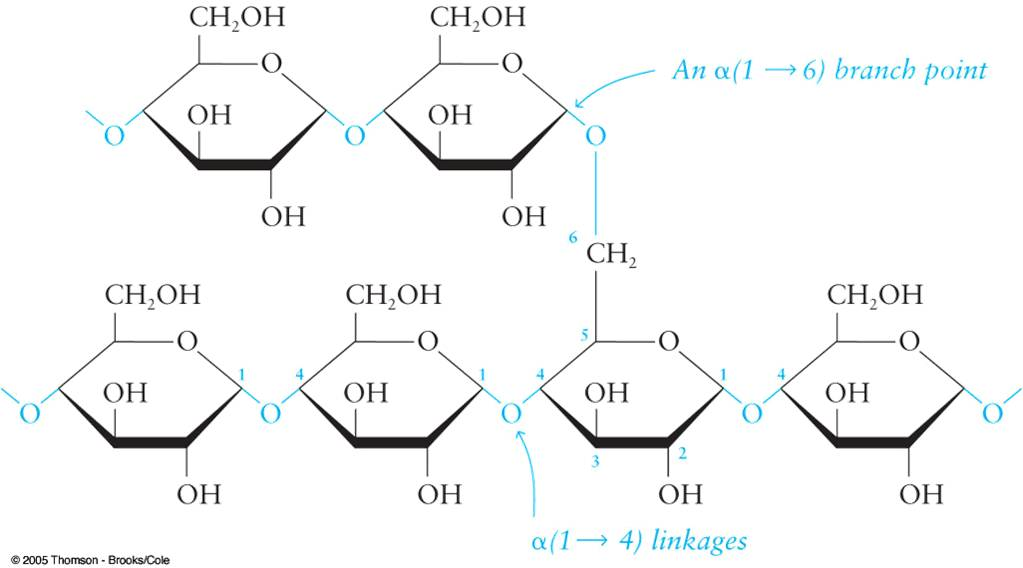 CH₂OH CH₂OH
O O An α(1 → 6) branch point
OH OH
O O O
OH OH
6 CH₂
CH₂OH CH₂OH CH₂OH
O O 5 O O
1 4 1 4 1 4
OH OH OH OH
O O O O O
3 2
OH OH OH OH
α(1 → 4) linkages
© 2005 Thomson - Brooks/Cole